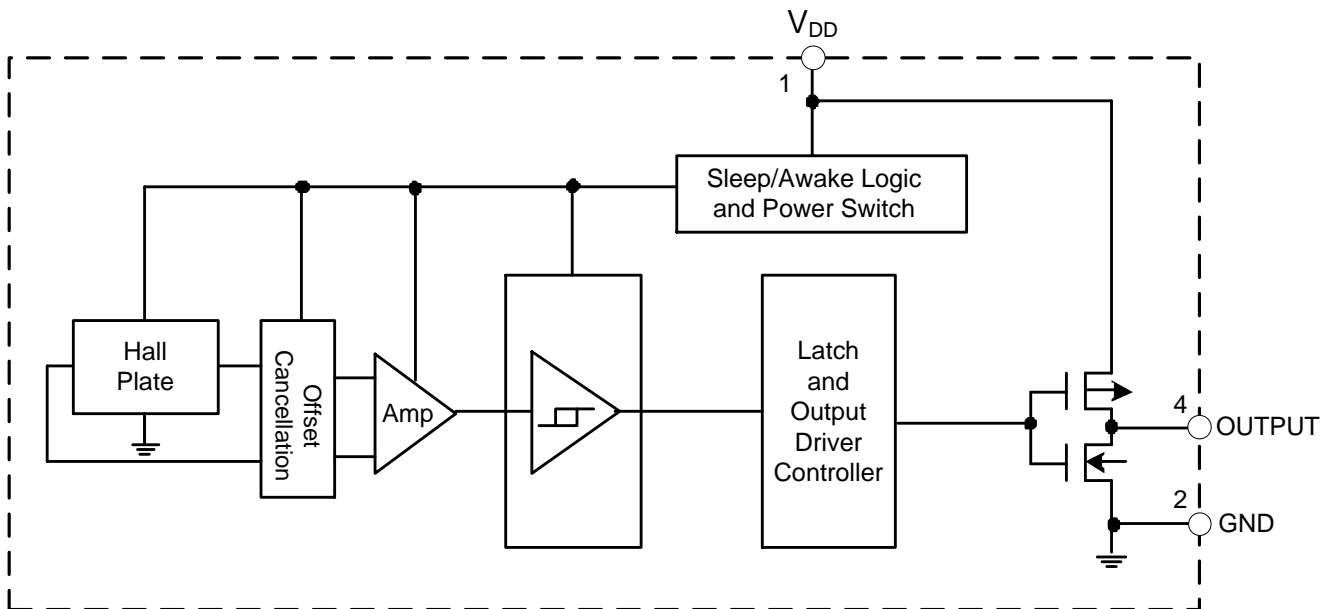 V_DD
1
Sleep/Awake Logic
and Power Switch
Hall
Plate
Offset
Cancellation
Amp
Latch
and
Output
Driver
Controller
4
OUTPUT
2
GND